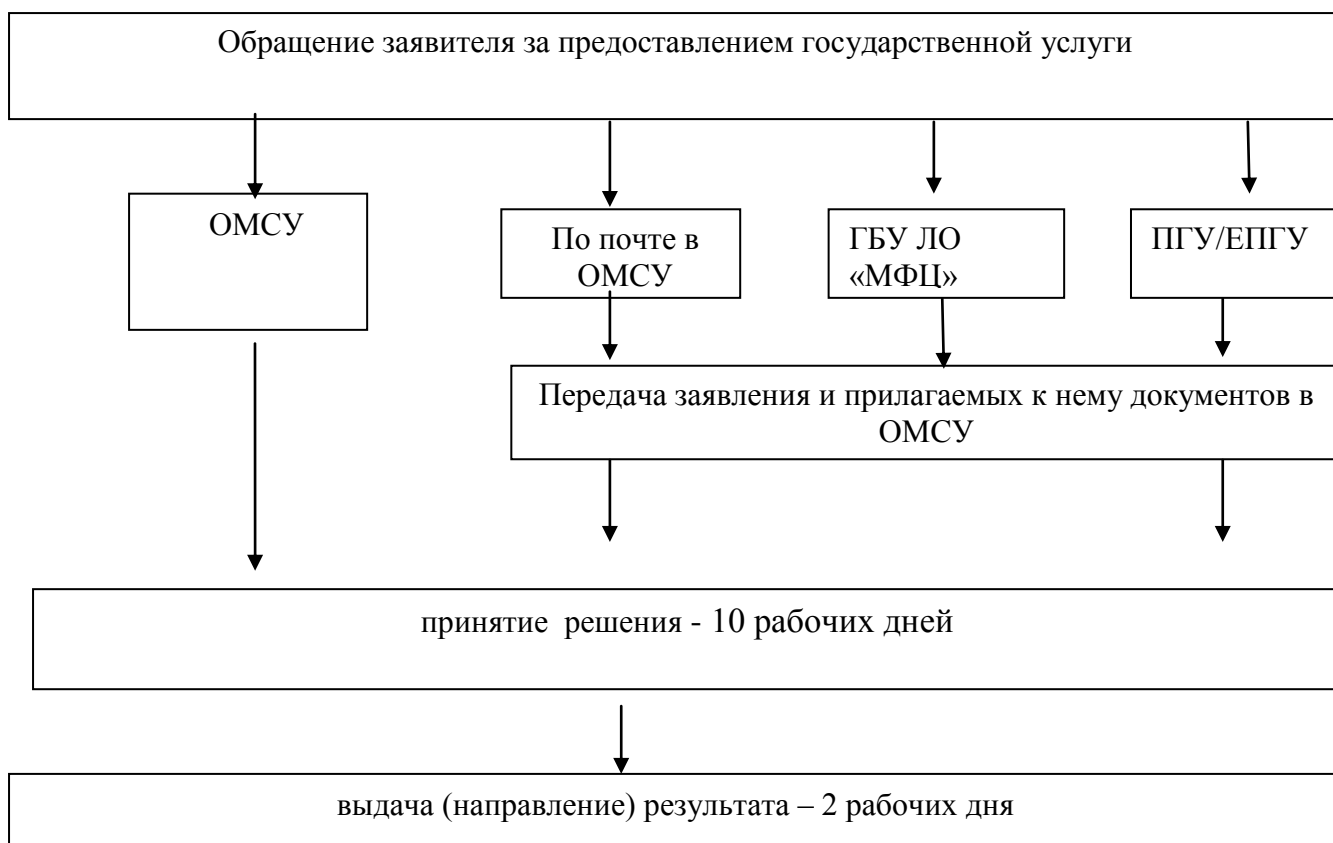 Обращение заявителя за предоставлением государственной услуги
ОМСУ
По почте в
ОМСУ
ГБУ ЛО
«МФЦ»
ПГУ/ЕПГУ
Передача заявления и прилагаемых к нему документов в
ОМСУ
принятие решения - 10 рабочих дней
выдача (направление) результата – 2 рабочих дня